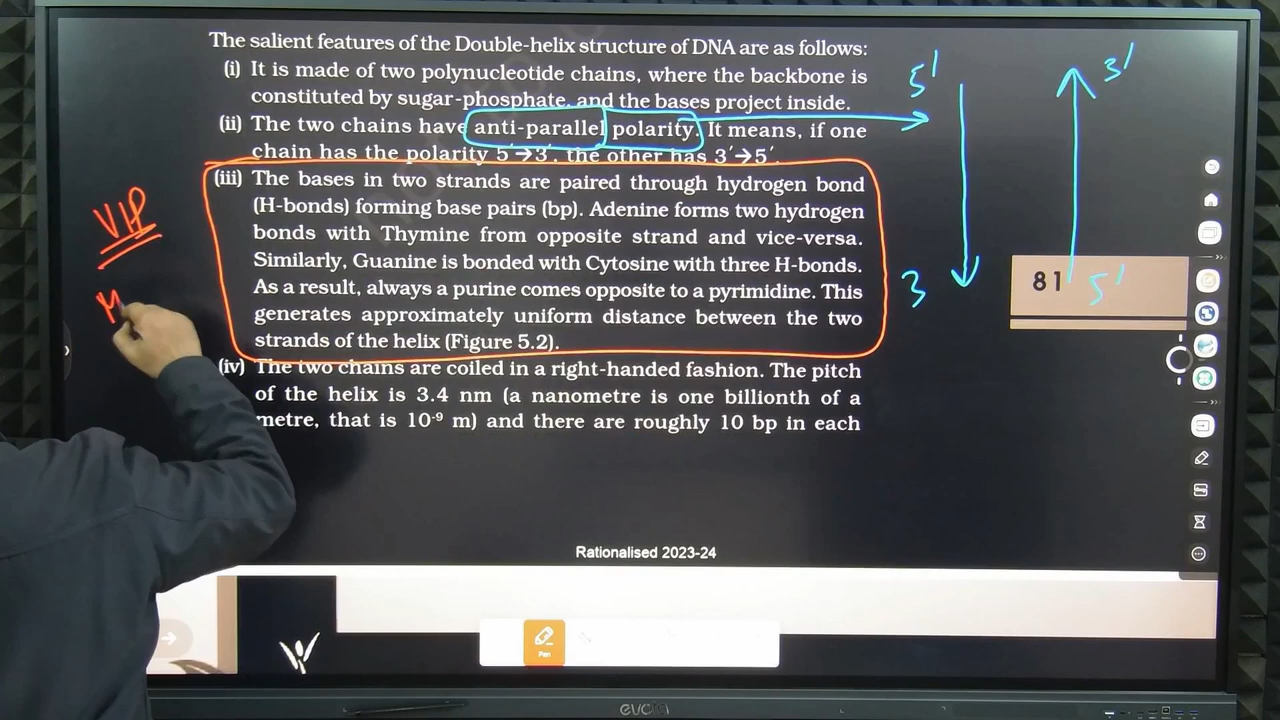 The salient features of the Double-helix structure of DNA are as follows:
(i) It is made of two polynucleotide chains, where the backbone is
constituted by sugar-phosphate, and the bases project inside.
(ii) The two chains have anti-parallel polarity. It means, if one
chain has the polarity 5′→3′, the other has 3′→5′.
(iii) The bases in two strands are paired through hydrogen bond
(H-bonds) forming base pairs (bp). Adenine forms two hydrogen
bonds with Thymine from opposite strand and vice-versa.
Similarly, Guanine is bonded with Cytosine with three H-bonds.
As a result, always a purine comes opposite to a pyrimidine. This
generates approximately uniform distance between the two
strands of the helix (Figure 5.2).
(iv) The two chains are coiled in a right-handed fashion. The pitch
of the helix is 3.4 nm (a nanometre is one billionth of a
metre, that is 10⁻⁹ m) and there are roughly 10 bp in each
5′ 3′
3 5′
81
VIP
Rationalised 2023-24
Pen